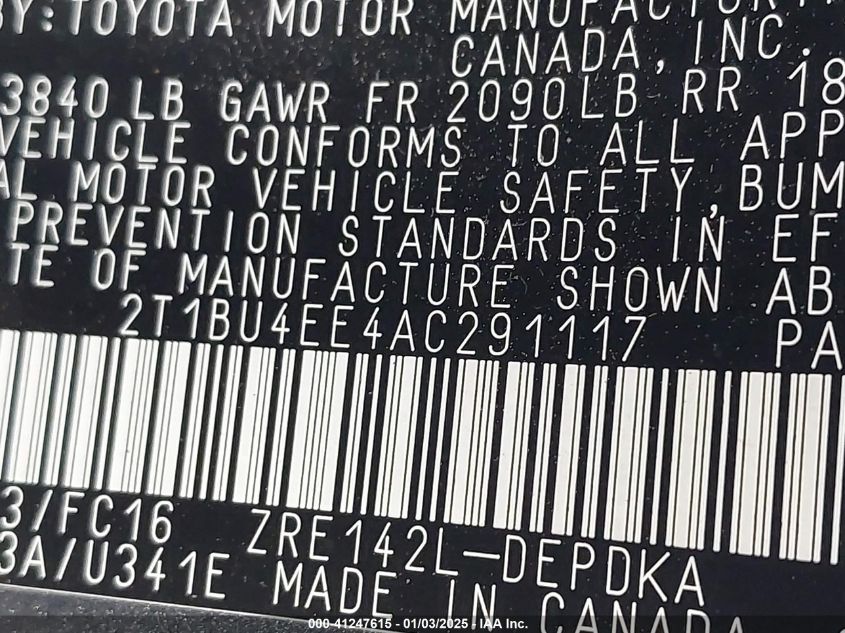 BY:TOYOTA MOTOR MANUFACTURI
CANADA, INC.
3840 LB GAWR FR 2090LB RR 18
VEHICLE CONFORMS TO ALL APP
AL MOTOR VEHICLE SAFETY, BUM
PREVENTION STANDARDS IN EF
TE OF MANUFACTURE SHOWN AB
2T1BU4EE4AC291117 PA
3/FC16 ZRE142L-DEPDKA
3A/U341E MADE IN CANADA
000-41247615 - 01/03/2025 - IAA Inc.